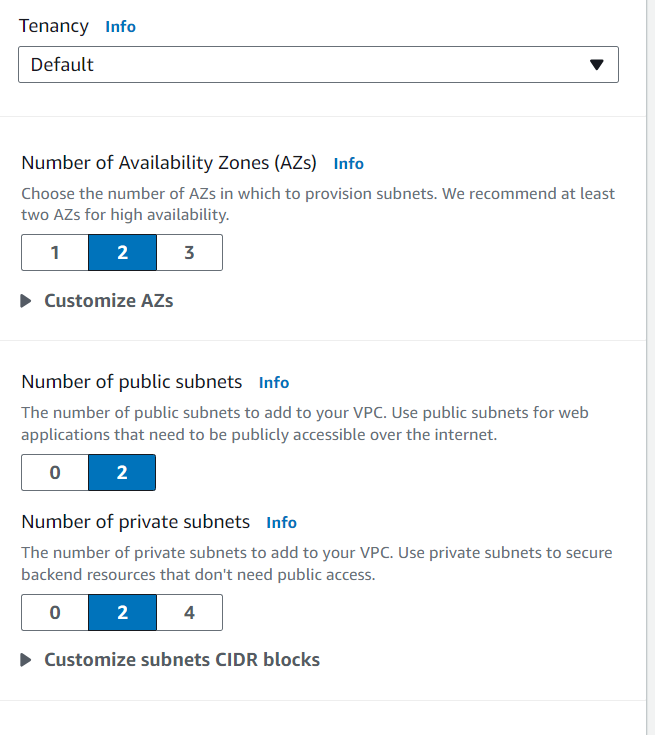 Tenancy Info
Default
Number of Availability Zones (AZs) Info
Choose the number of AZs in which to provision subnets. We recommend at least
two AZs for high availability.
1 2 3
Customize AZs
Number of public subnets Info
The number of public subnets to add to your VPC. Use public subnets for web
applications that need to be publicly accessible over the internet.
0 2
Number of private subnets Info
The number of private subnets to add to your VPC. Use private subnets to secure
backend resources that don't need public access.
0 2 4
Customize subnets CIDR blocks